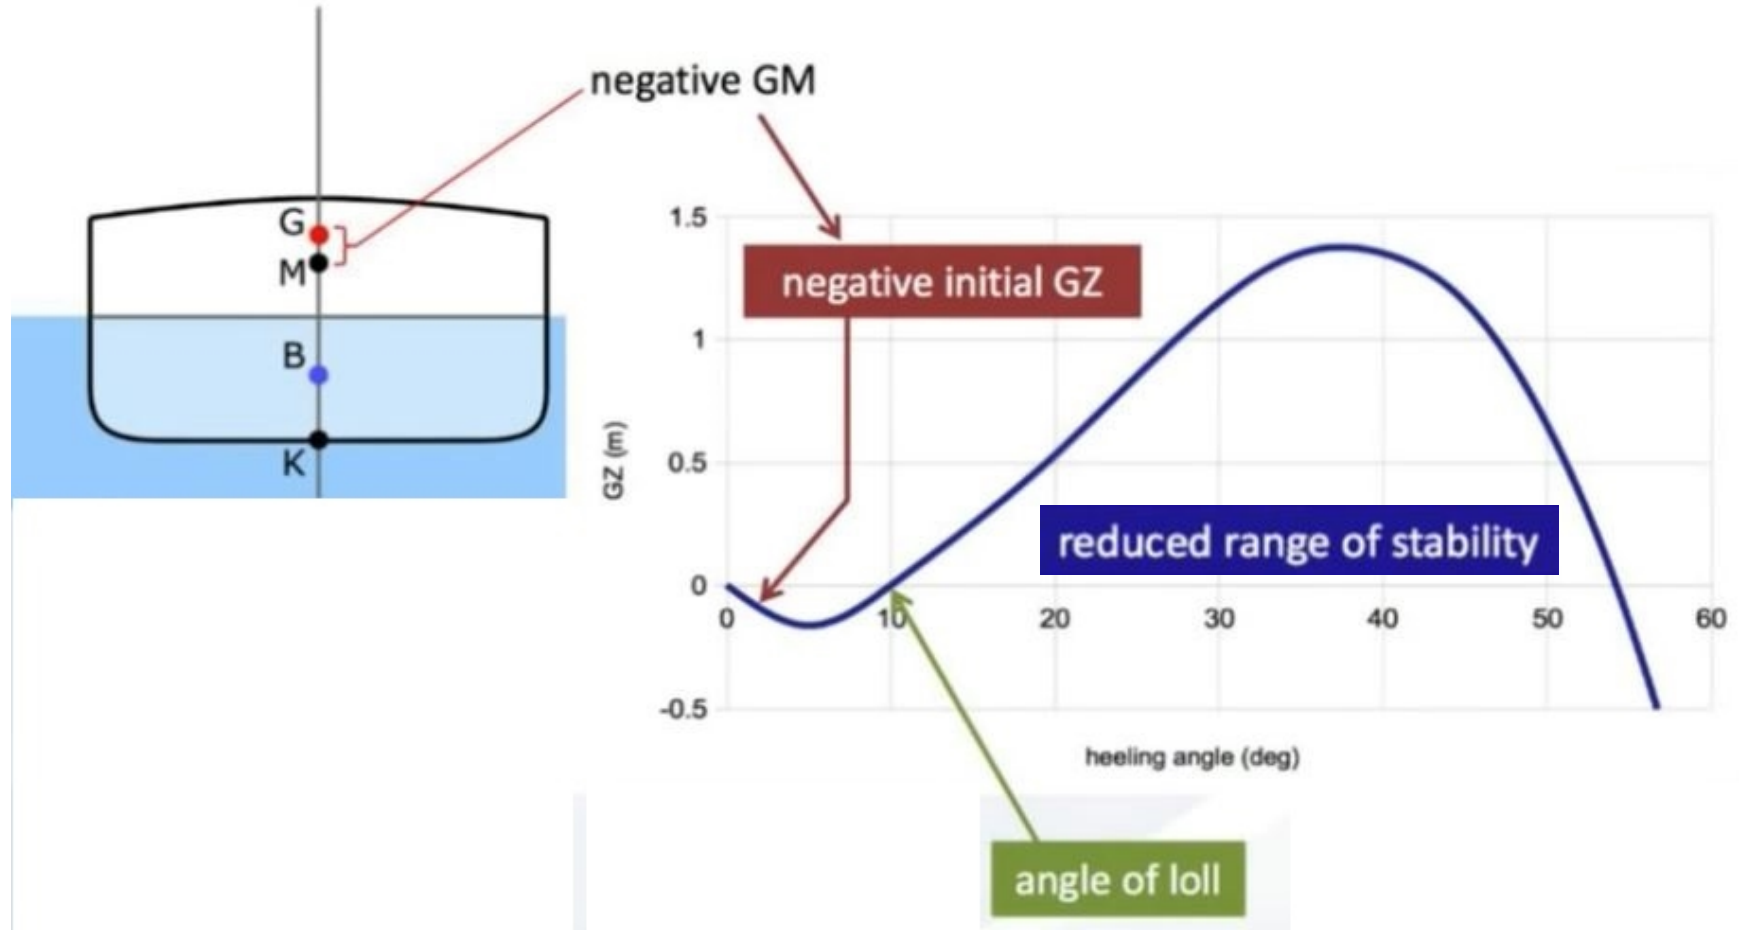 negative GM
G
M
B
K
1.5
negative initial GZ
1
GZ (m)
0.5
reduced range of stability
0
0 10 20 30 40 50 60
-0.5
heeling angle (deg)
angle of loll